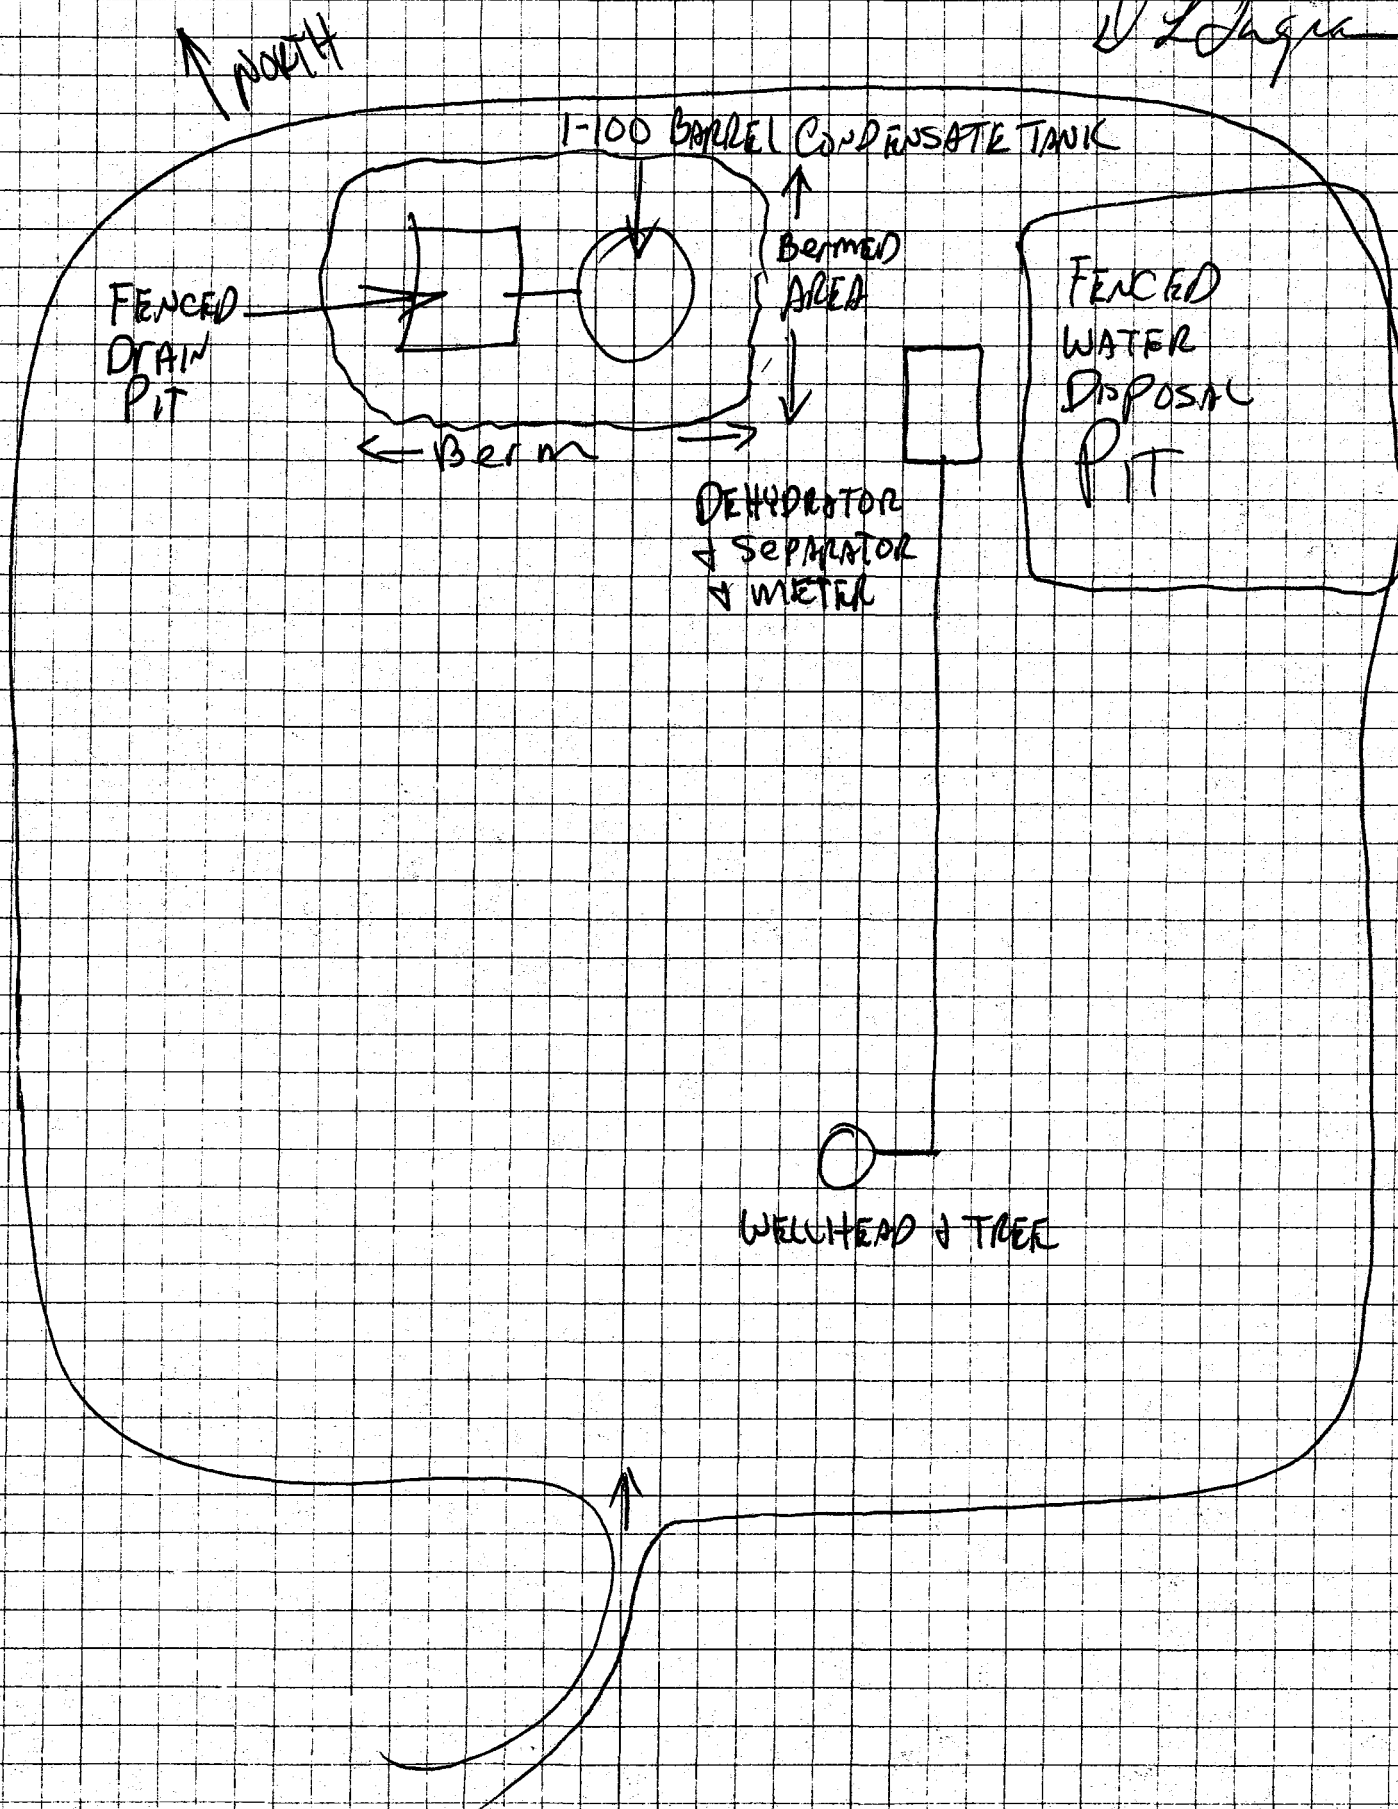 NORTH
1-100 BARREL CONDENSATE TANK
BermED
AREA
FENCED
DRAIN
PIT
FENCED
WATER
DISPOSAL
PIT
Berm
DEHYDRATOR
& SEPARATOR
& METER
WELLHEAD & TREE